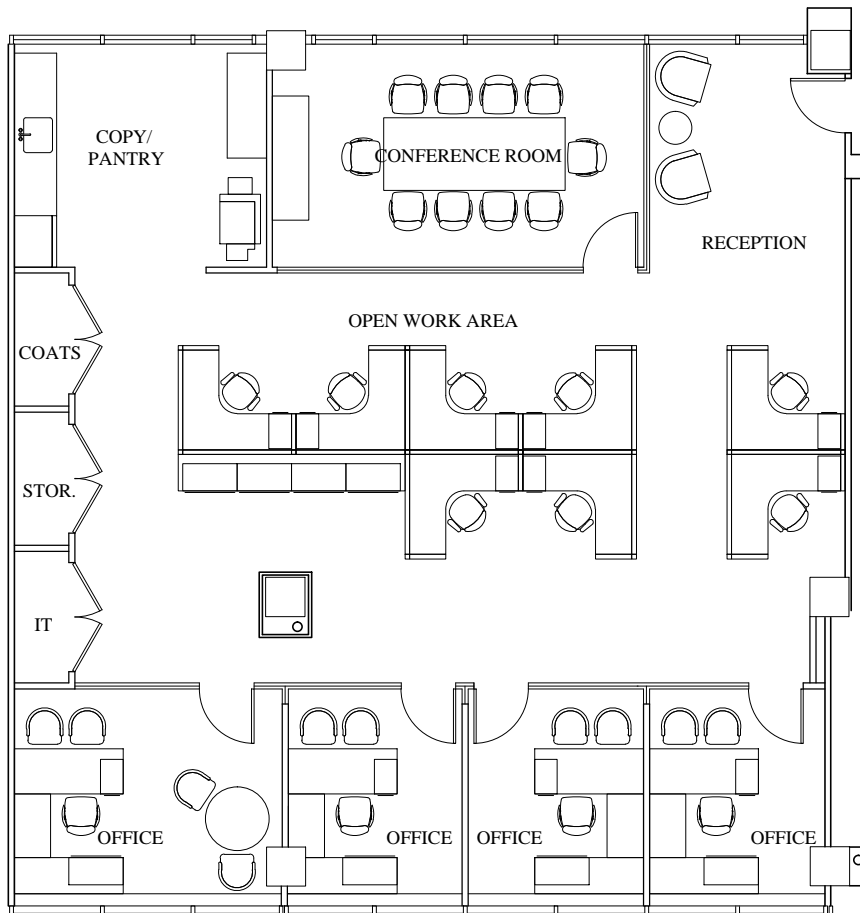 COPY/
PANTRY
CONFERENCE ROOM
RECEPTION
OPEN WORK AREA
COATS
STOR.
IT
OFFICE
OFFICE
OFFICE
OFFICE